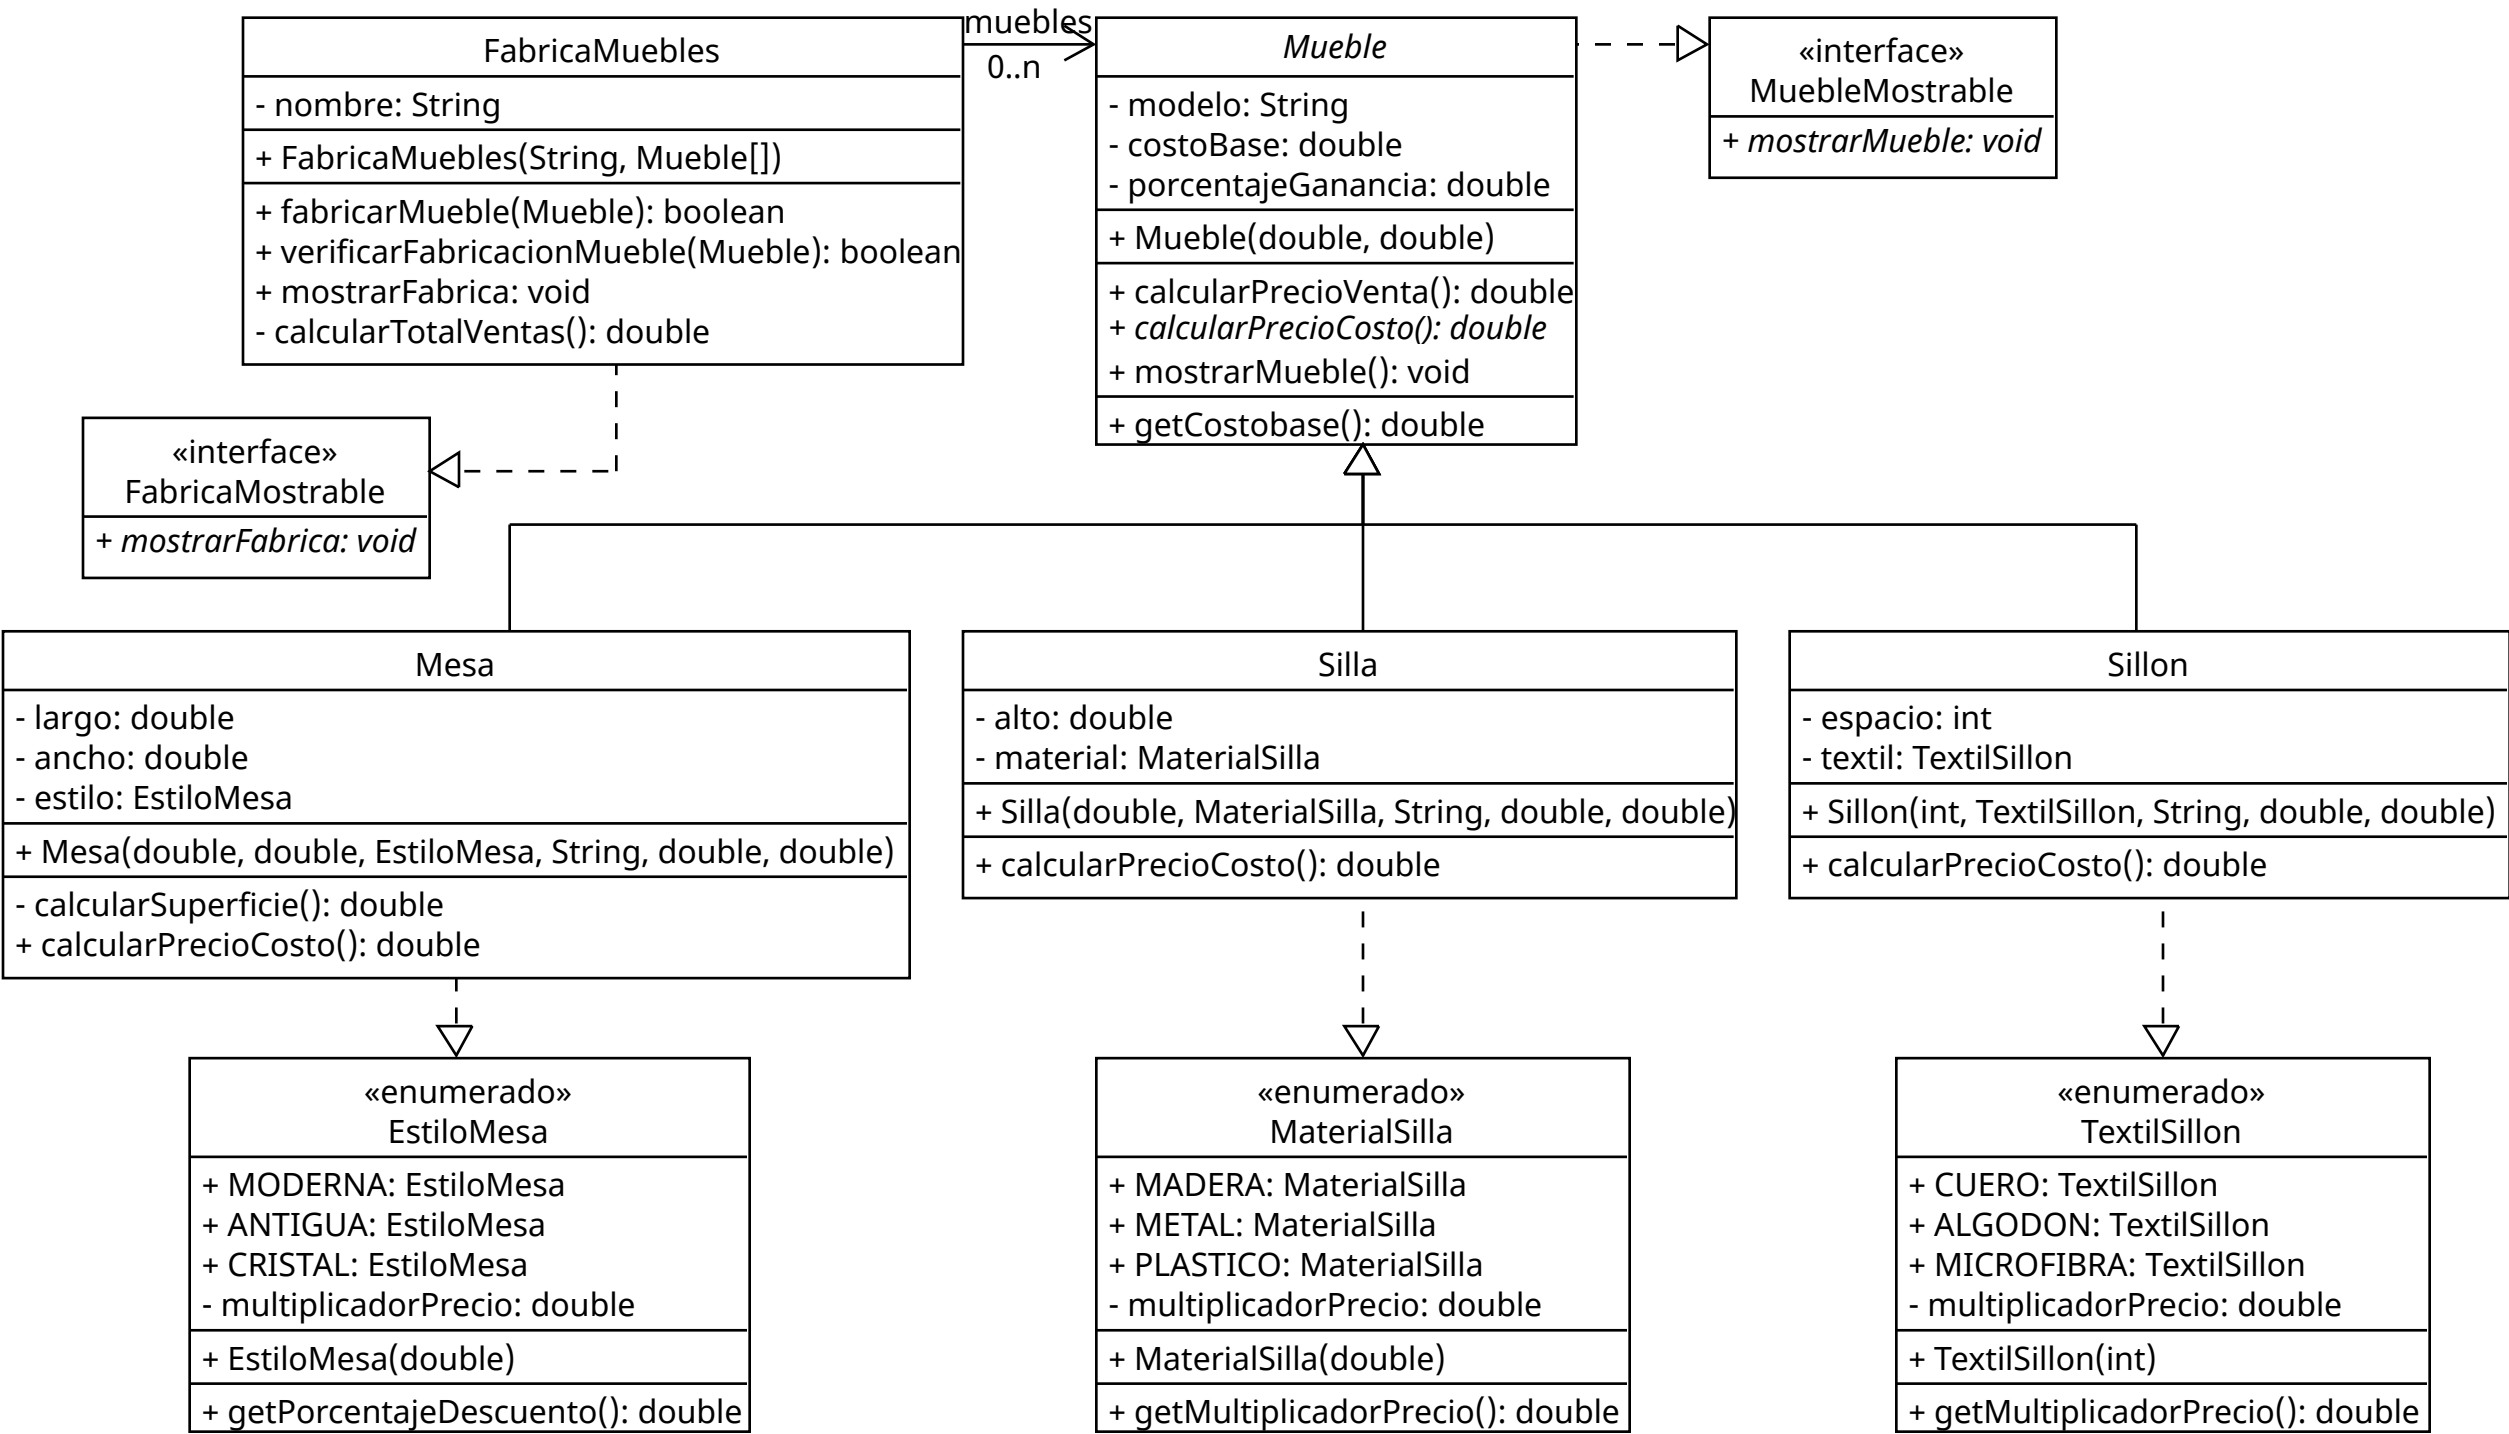 FabricaMuebles
- nombre: String
+ FabricaMuebles(String, Mueble[])
+ fabricarMueble(Mueble): boolean
+ verificarFabricacionMueble(Mueble): boolean
+ mostrarFabrica: void
- calcularTotalVentas(): double
muebles
0..n
Mueble
- modelo: String
- costoBase: double
- porcentajeGanancia: double
+ Mueble(double, double)
+ calcularPrecioVenta(): double
+ calcularPrecioCosto(): double
+ mostrarMueble(): void
+ getCostobase(): double
«interface»
MuebleMostrable
+ mostrarMueble: void
«interface»
FabricaMostrable
+ mostrarFabrica: void
Mesa
- largo: double
- ancho: double
- estilo: EstiloMesa
+ Mesa(double, double, EstiloMesa, String, double, double)
- calcularSuperficie(): double
+ calcularPrecioCosto(): double
Silla
- alto: double
- material: MaterialSilla
+ Silla(double, MaterialSilla, String, double, double)
+ calcularPrecioCosto(): double
Sillon
- espacio: int
- textil: TextilSillon
+ Sillon(int, TextilSillon, String, double, double)
+ calcularPrecioCosto(): double
«enumerado»
EstiloMesa
+ MODERNA: EstiloMesa
+ ANTIGUA: EstiloMesa
+ CRISTAL: EstiloMesa
- multiplicadorPrecio: double
+ EstiloMesa(double)
+ getPorcentajeDescuento(): double
«enumerado»
MaterialSilla
+ MADERA: MaterialSilla
+ METAL: MaterialSilla
+ PLASTICO: MaterialSilla
- multiplicadorPrecio: double
+ MaterialSilla(double)
+ getMultiplicadorPrecio(): double
«enumerado»
TextilSillon
+ CUERO: TextilSillon
+ ALGODON: TextilSillon
+ MICROFIBRA: TextilSillon
- multiplicadorPrecio: double
+ TextilSillon(int)
+ getMultiplicadorPrecio(): double